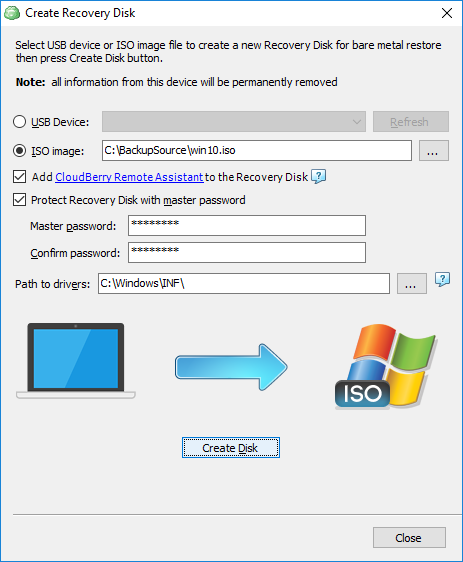 Create Recovery Disk
Select USB device or ISO image file to create a new Recovery Disk for bare metal restore
then press Create Disk button.
Note: all information from this device will be permanently removed
USB Device: Refresh
ISO image: C:\BackupSource\win10.iso ...
Add CloudBerry Remote Assistant to the Recovery Disk ?
Protect Recovery Disk with master password
Master password: ********
Confirm password: ********
Path to drivers: C:\Windows\INF\ ... ?
ISO
Create Disk
Close